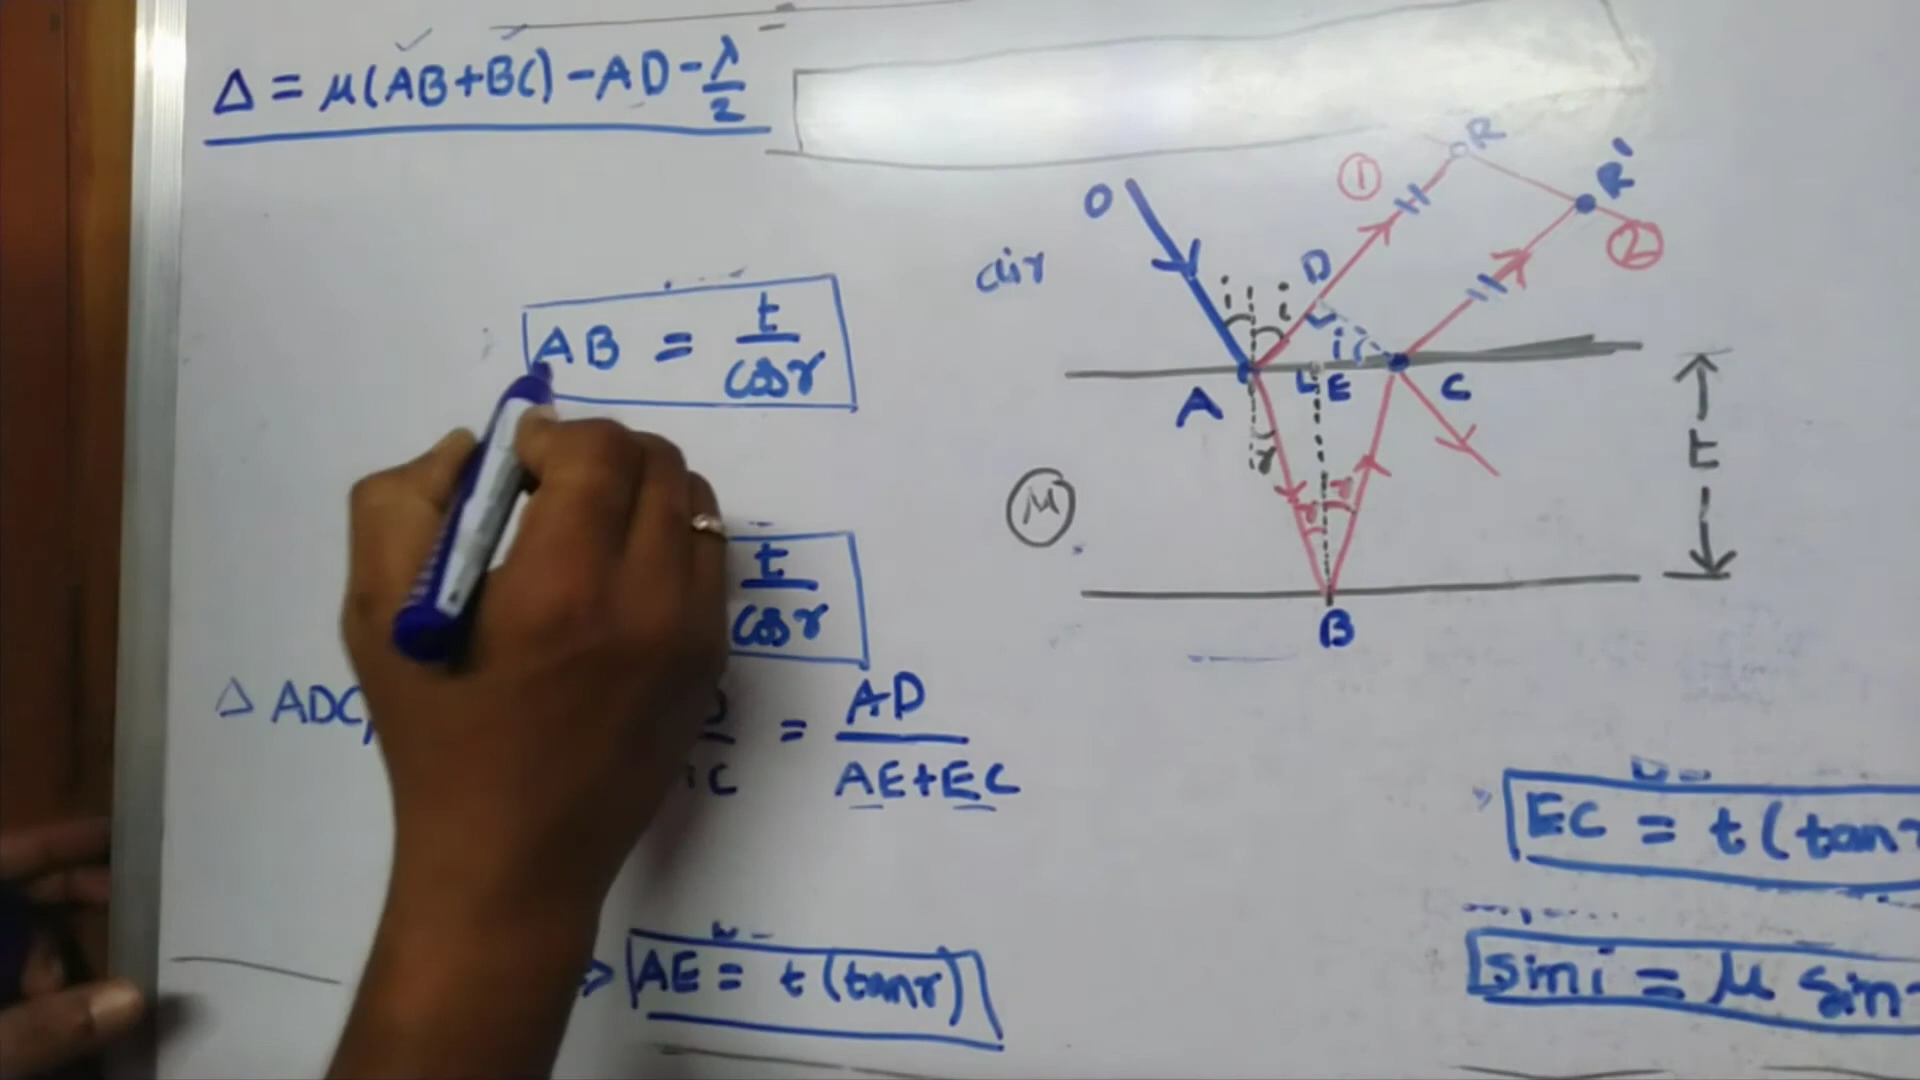 Δ = μ(AB+BC) - AD - λ/2
AB = t/cosr
t/cosr
Δ ADC,
= AD/(AE+EC)
AE = t(tanr)
O
air
i
i
A
r
μ
D
①
R
R'
②
i
E
C
r
r
t
B
EC = t(tanr
sini = μ sin